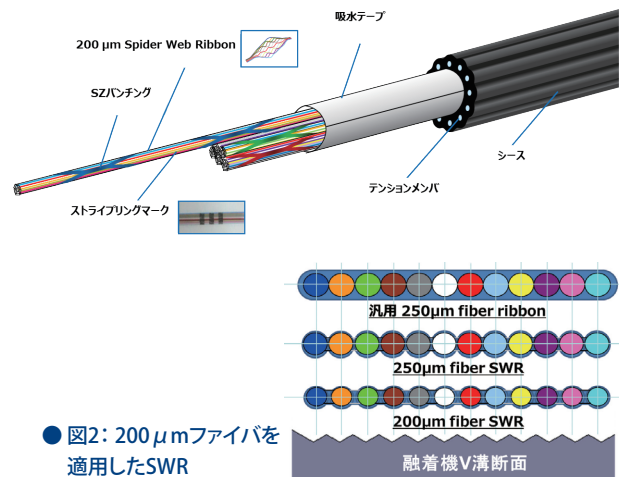 吸水テープ
200 μm Spider Web Ribbon
SZバンチング
シース
テンションメンバ
ストライプリングマーク
汎用 250μm fiber ribbon
250μm fiber SWR
200μm fiber SWR
● 図2：200μmファイバを
適用したSWR
融着機V溝断面